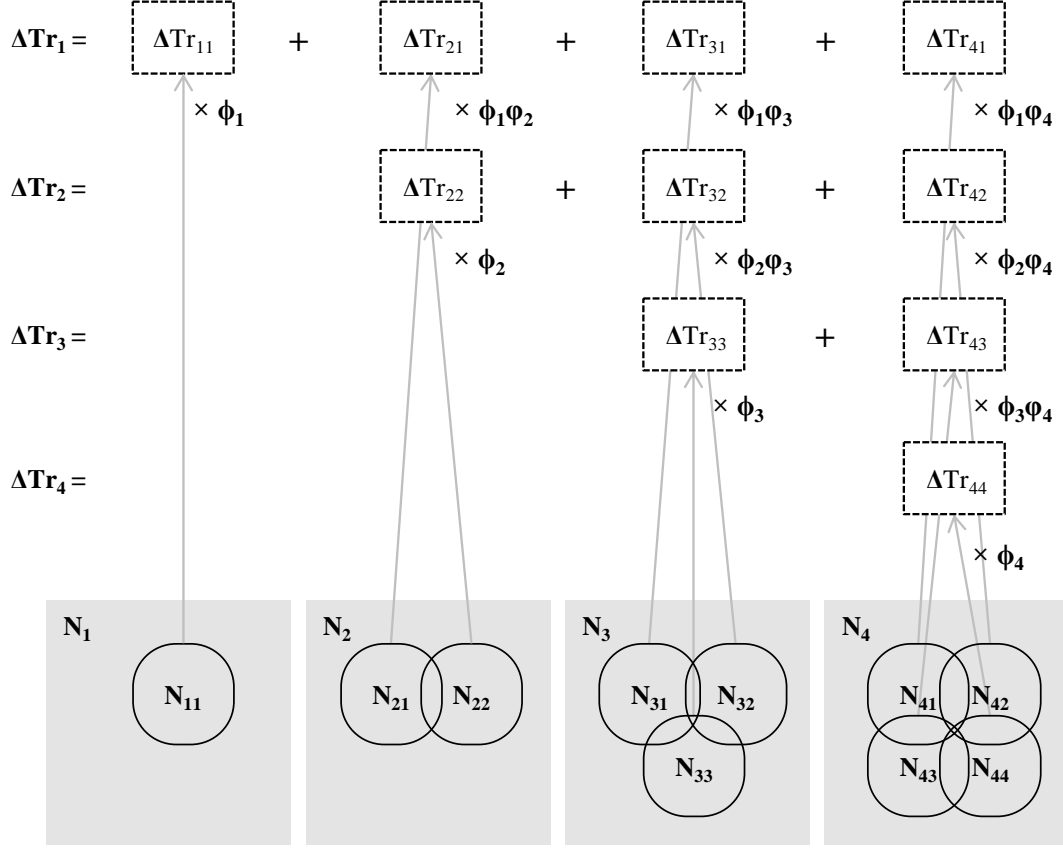 ΔTr₁ = ΔTr₁₁ + ΔTr₂₁ + ΔTr₃₁ + ΔTr₄₁
× ϕ₁ × ϕ₁φ₂ × ϕ₁φ₃ × ϕ₁φ₄
ΔTr₂ = ΔTr₂₂ + ΔTr₃₂ + ΔTr₄₂
× ϕ₂ × ϕ₂φ₃ × ϕ₂φ₄
ΔTr₃ = ΔTr₃₃ + ΔTr₄₃
× ϕ₃ × ϕ₃φ₄
ΔTr₄ = ΔTr₄₄
× ϕ₄
N₁ N₂ N₃ N₄
N₁₁ N₂₁ N₂₂ N₃₁ N₃₂ N₄₁ N₄₂
N₃₃ N₄₃ N₄₄